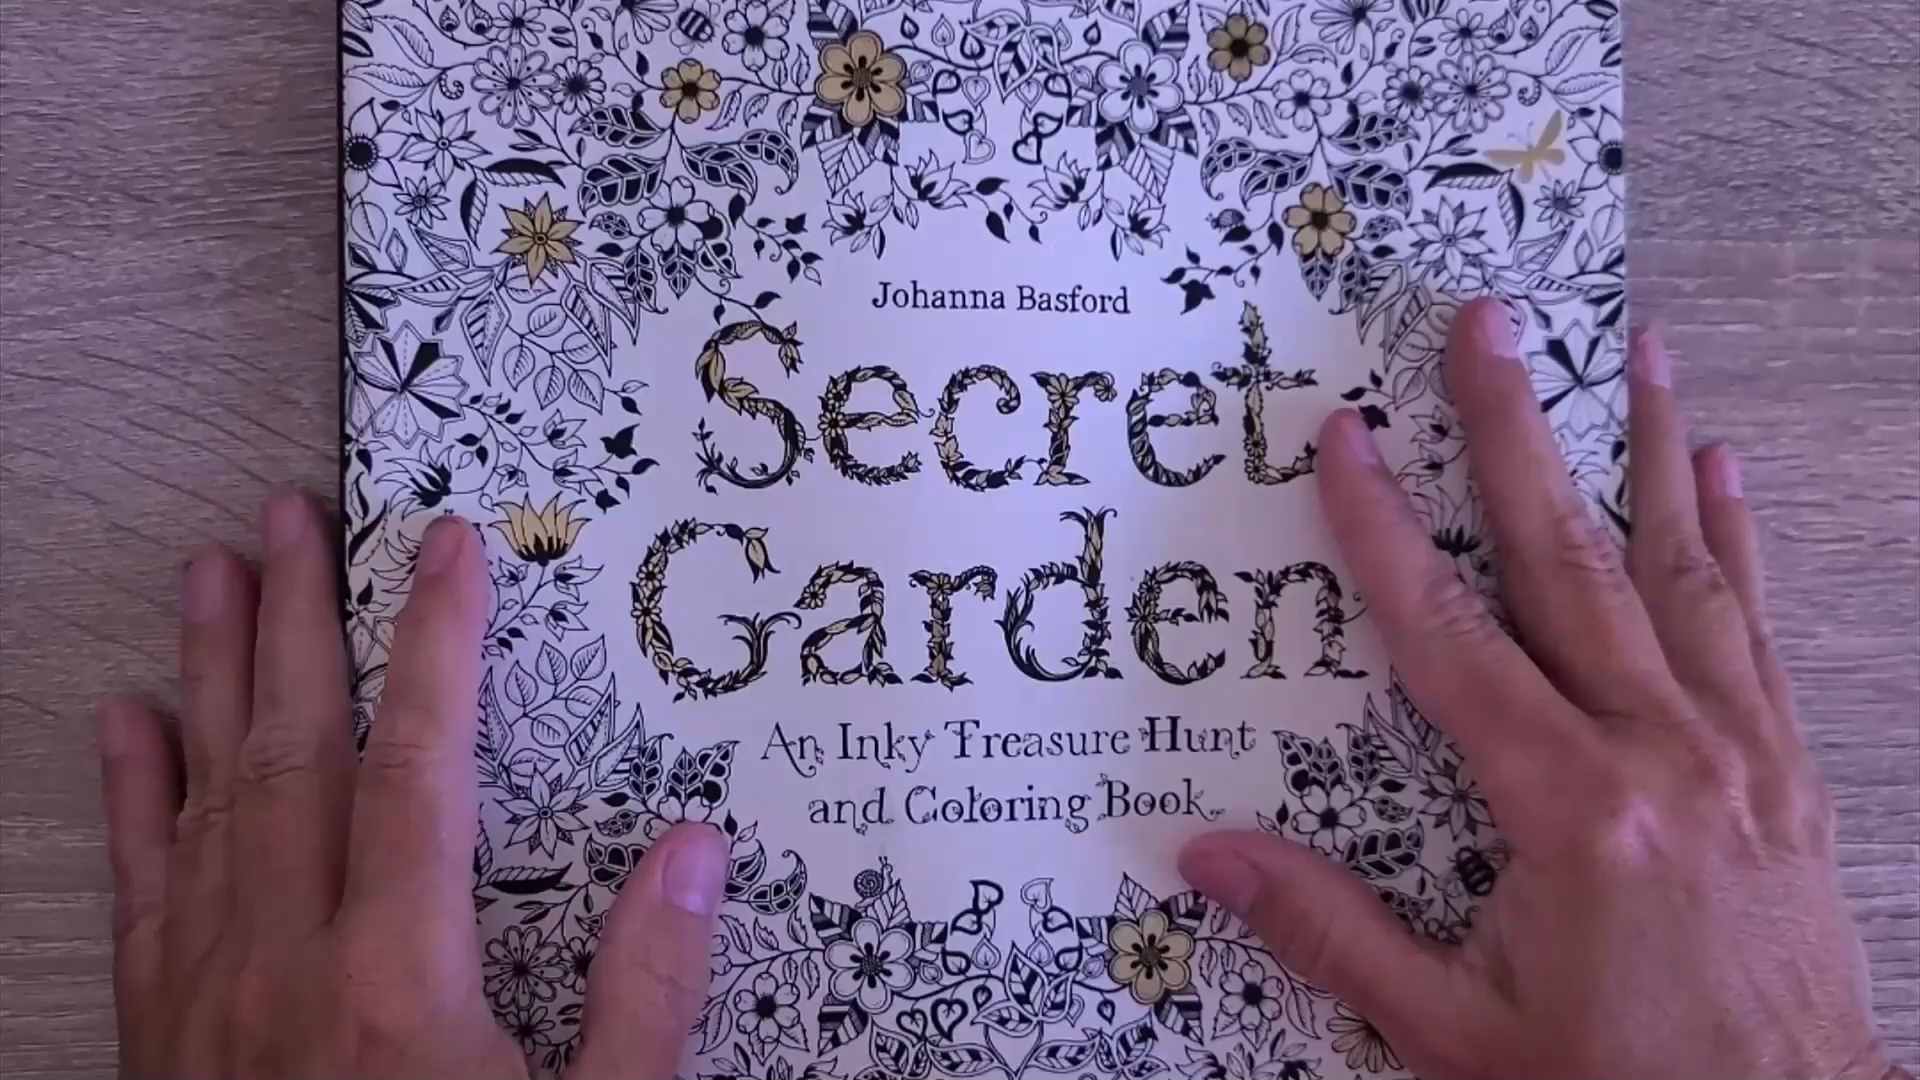 Johanna Basford
Secret
Garden
An Inky Treasure Hunt
and Coloring Book